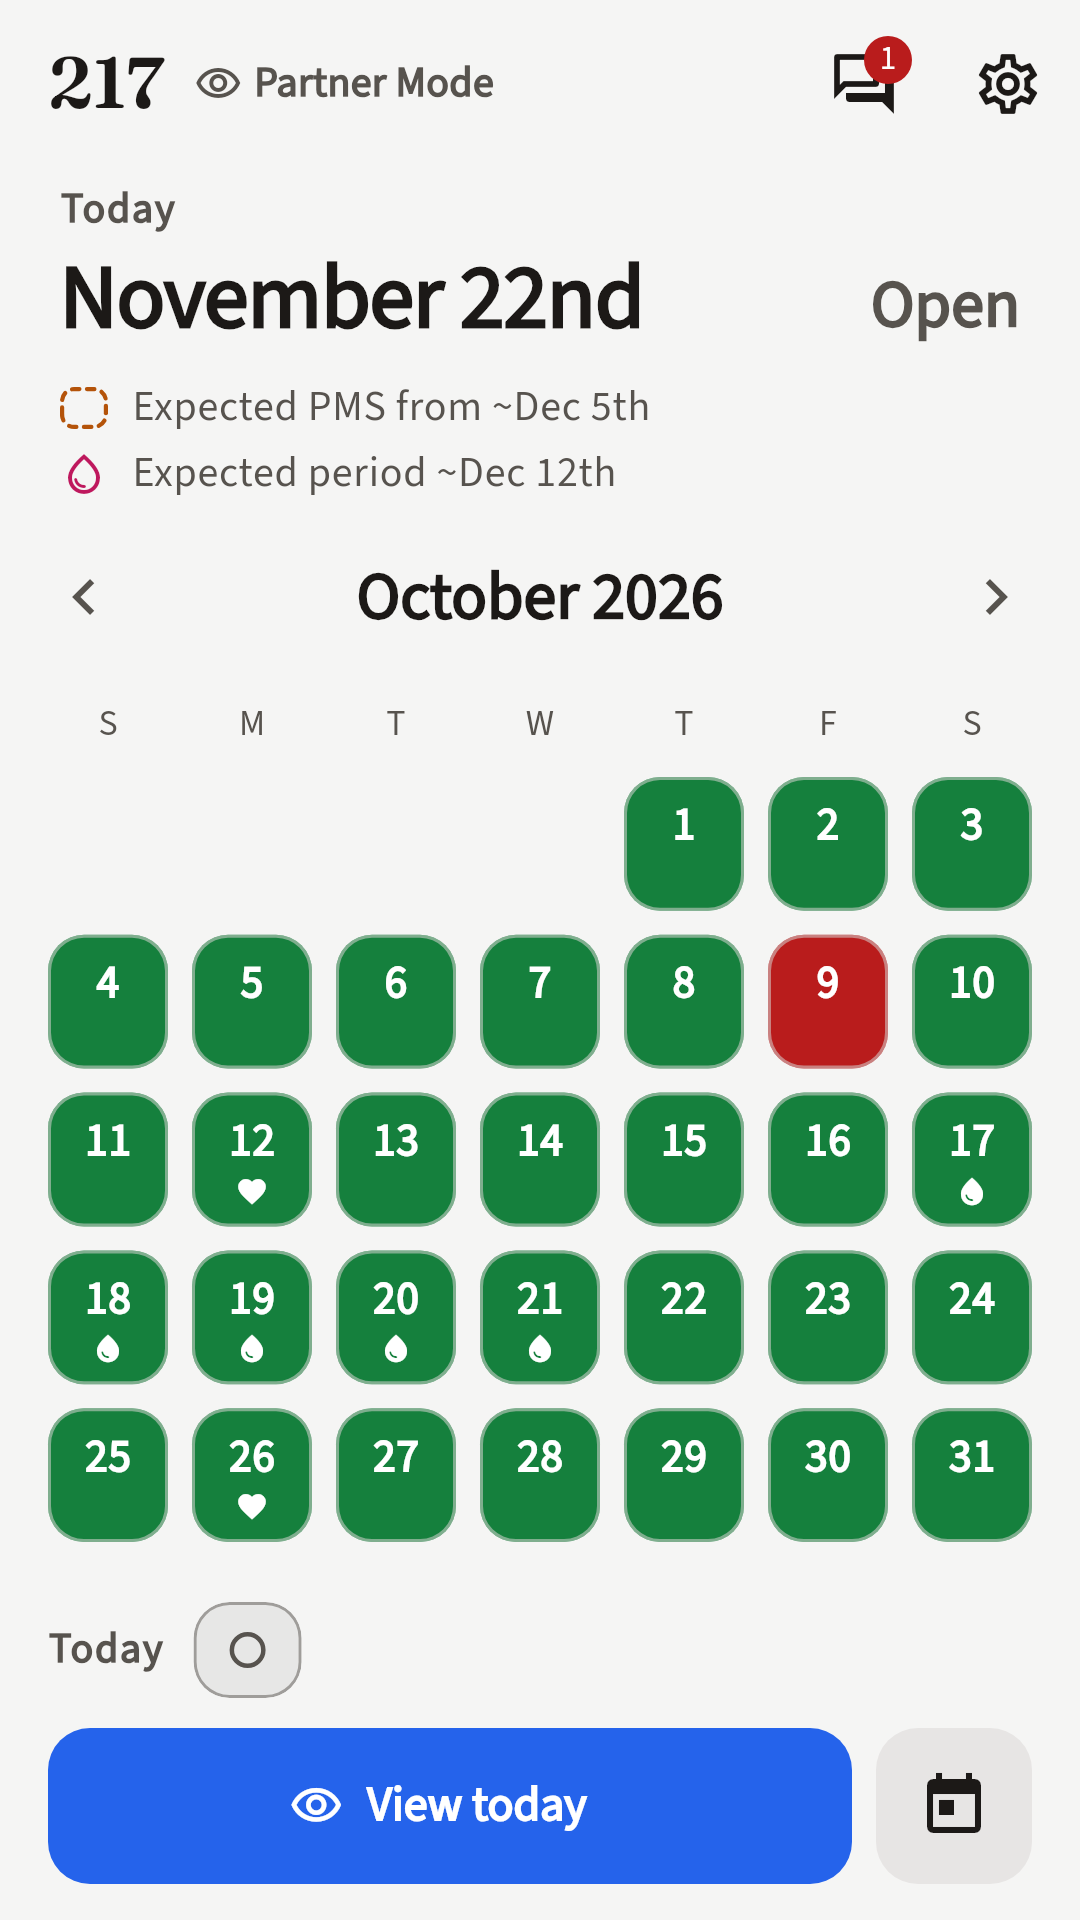 217 Partner Mode 1
Today
November 22nd Open
Expected PMS from ~Dec 5th
Expected period ~Dec 12th
October 2026
S M T W T F S
1 2 3
4 5 6 7 8 9 10
11 12 13 14 15 16 17
18 19 20 21 22 23 24
25 26 27 28 29 30 31
Today
View today